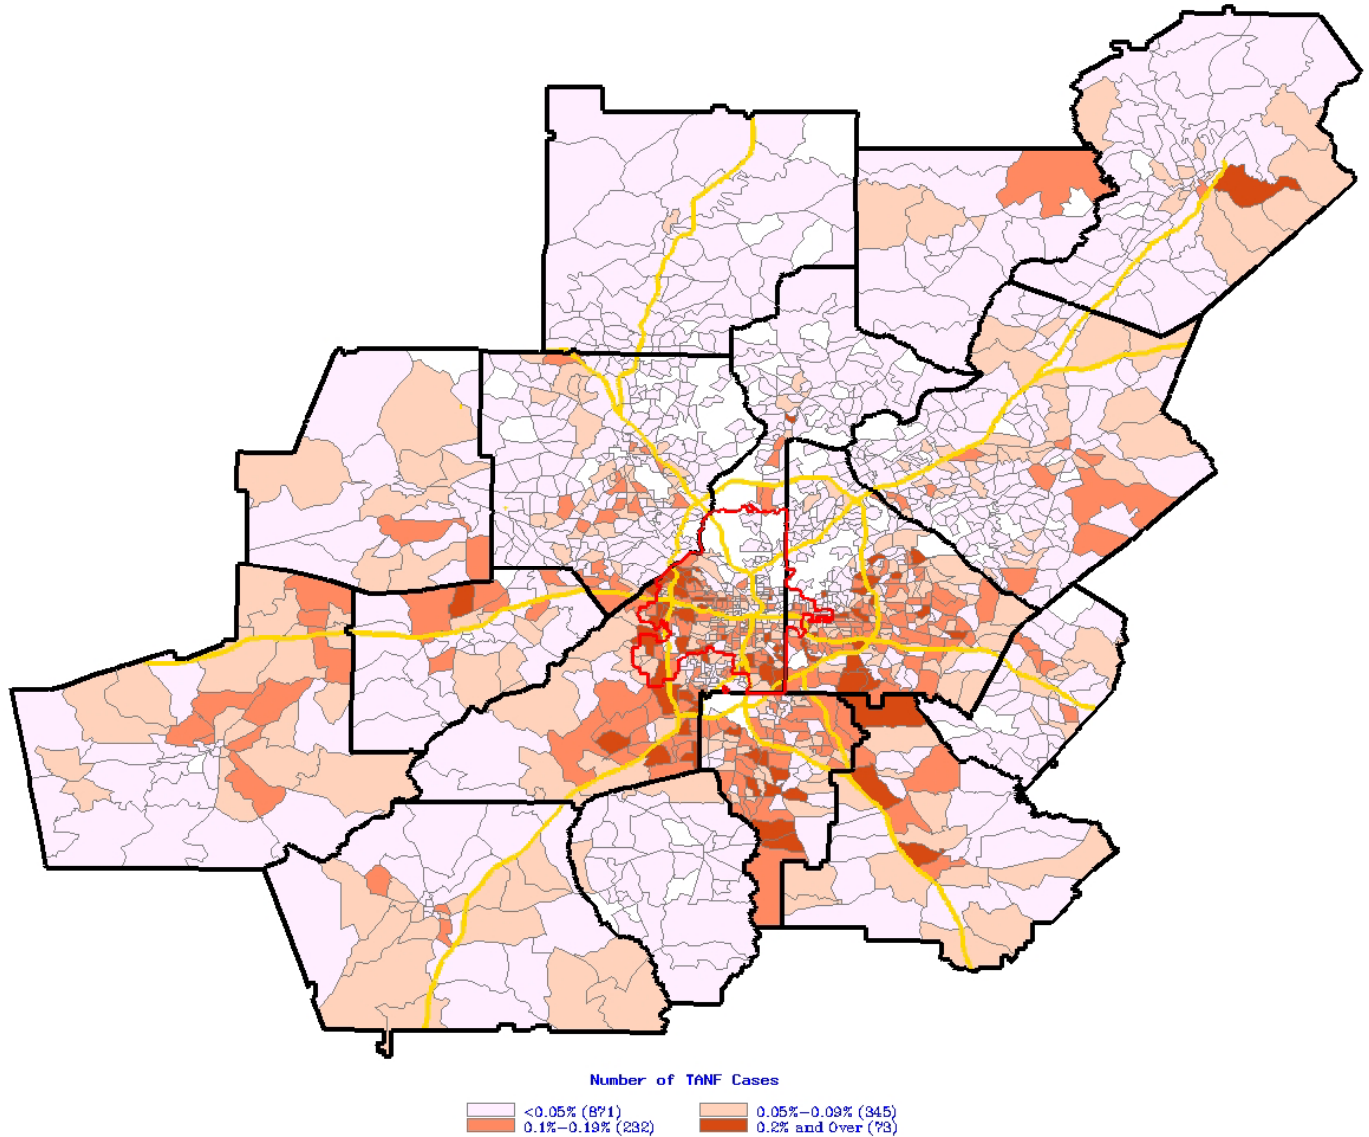 Number of TANF Cases
<0.05% (871)
0.05%-0.09% (345)
0.1%-0.19% (232)
0.2% and Over (73)